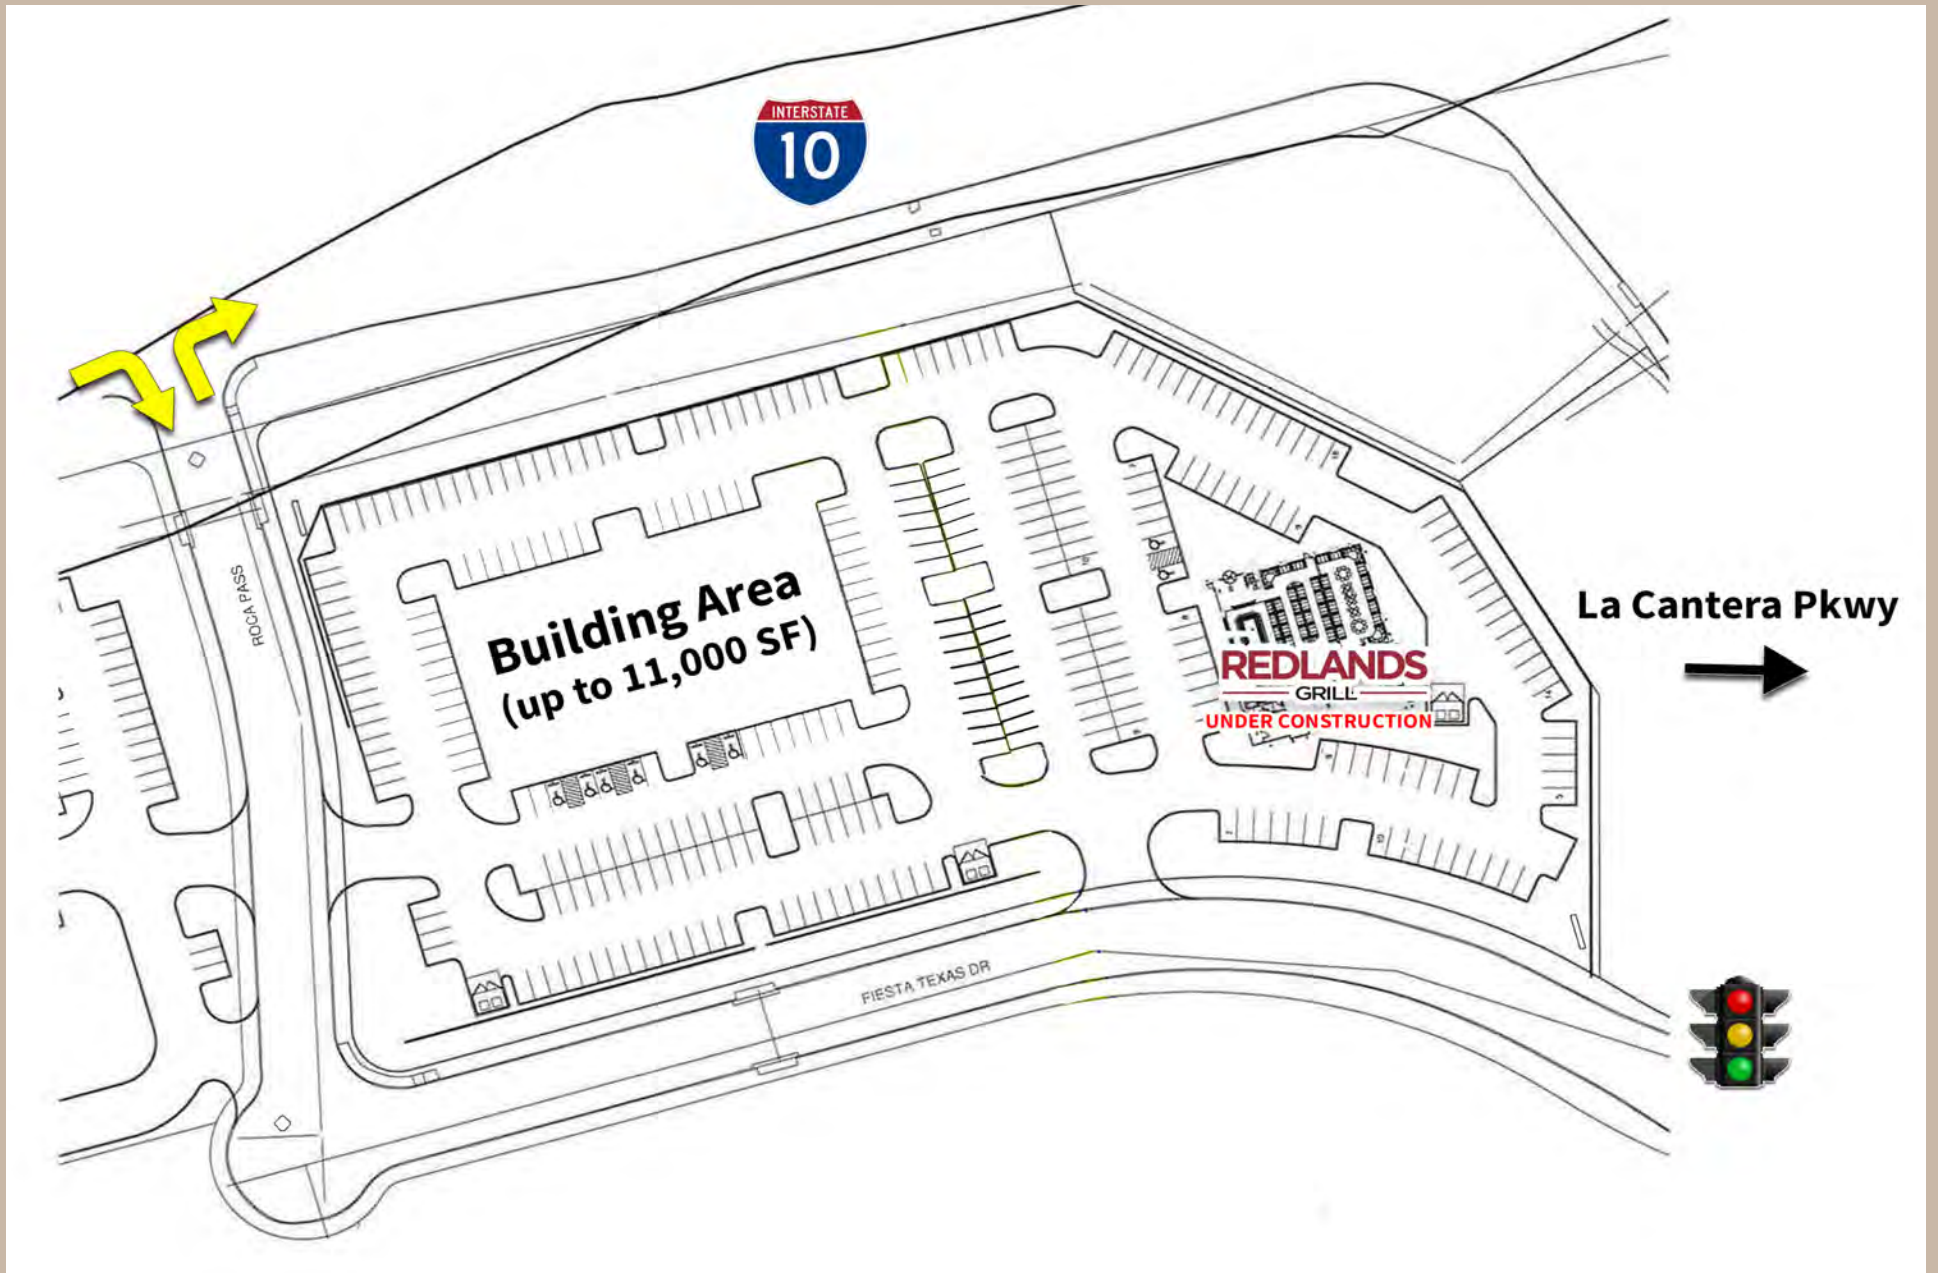 INTERSTATE
10
ROCA PASS
Building Area
(up to 11,000 SF)
La Cantera Pkwy
REDLANDS
GRILL
UNDER CONSTRUCTION
FIESTA TEXAS DR